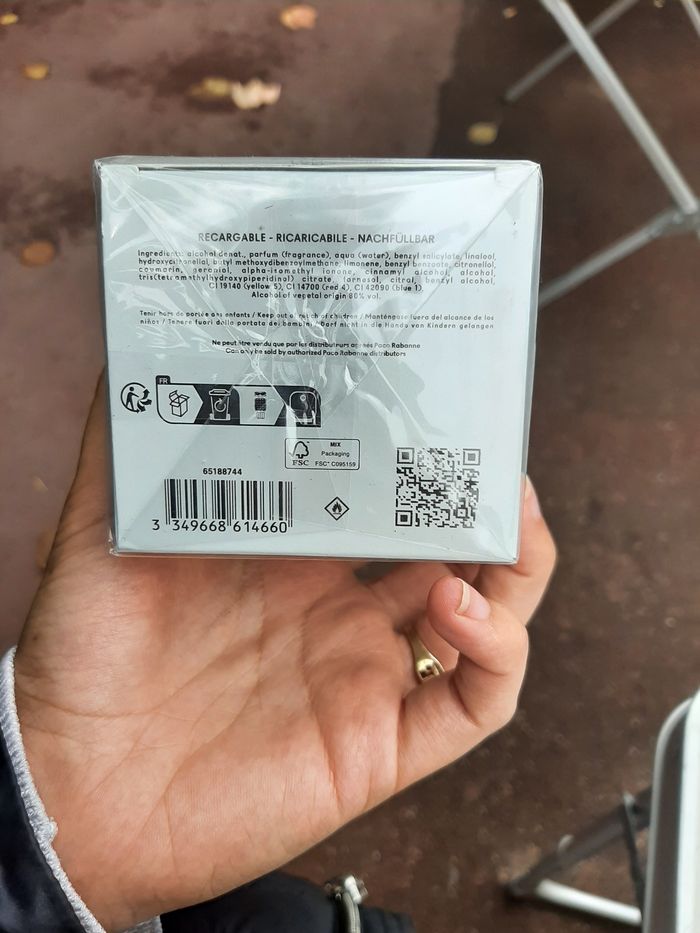 RECARGABLE - RICARICABILE - NACHFÜLLBAR
Ingredients: alcohol denat., parfum (fragrance), aqua (water), benzyl salicylate, linalool,
hydroxycitronellal, butyl methoxydibenzoylmethane, limonene, benzyl benzoate, citronellol,
coumarin, geraniol, alpha-isomethyl ionone, cinnamyl alcohol, alcohol,
tris(tetramethylhydroxypiperidinol) citrate, farnesol, citral, benzyl alcohol,
CI 19140 (yellow 5), CI 14700 (red 4), CI 42090 (blue 1).
Alcohol of vegetal origin 80% vol.
Tenir hors de portée des enfants / Keep out of reach of children / Manténgase fuera del alcance de los
niños / Tenere fuori dalla portata dei bambini / Darf nicht in die Hände von Kindern gelangen
Ne peut être vendu que par les distributeurs agréés Paco Rabanne
Can only be sold by authorized Paco Rabanne distributors
FR
MIX
Packaging
FSC
FSC® C095159
65188744
3 349668 614660